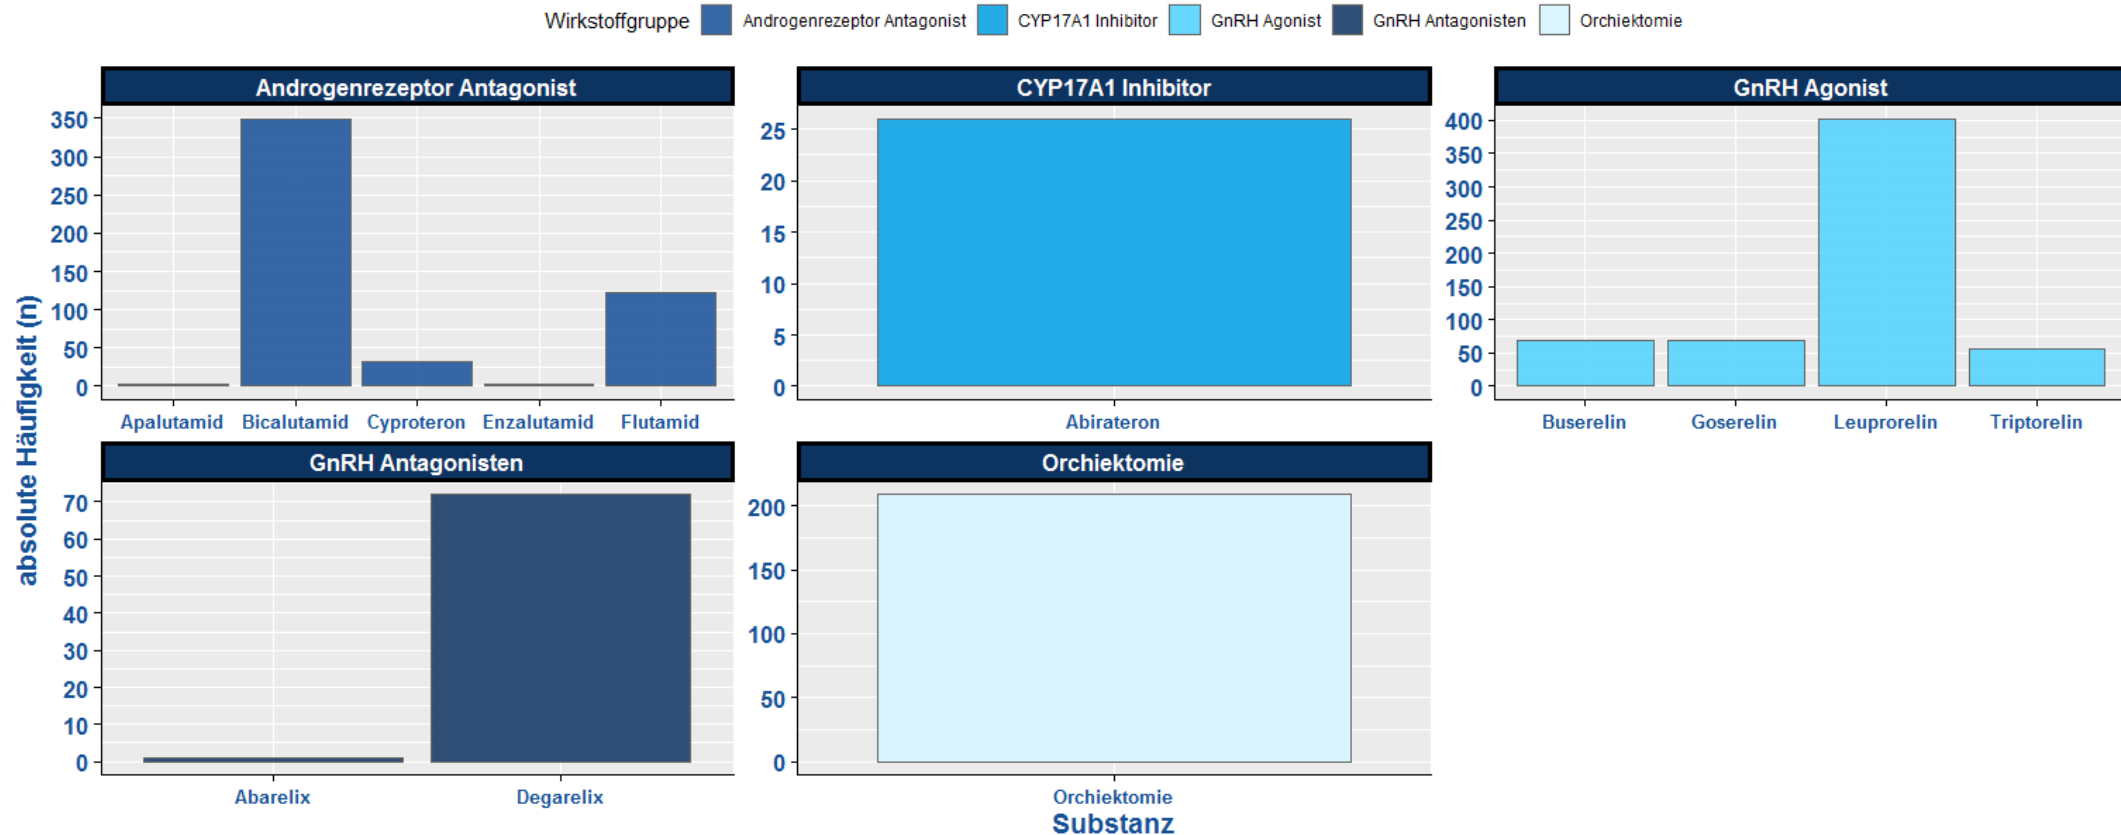 Wirkstoffgruppe Androgenrezeptor Antagonist CYP17A1 Inhibitor GnRH Agonist GnRH Antagonisten Orchiektomie
absolute Häufigkeit (n)
Androgenrezeptor Antagonist
350
300
250
200
150
100
50
0
Apalutamid Bicalutamid Cyproteron Enzalutamid Flutamid
CYP17A1 Inhibitor
25
20
15
10
5
0
Abirateron
GnRH Agonist
400
350
300
250
200
150
100
50
0
Buserelin Goserelin Leuprorelin Triptorelin
GnRH Antagonisten
70
60
50
40
30
20
10
0
Abarelix Degarelix
Orchiektomie
200
150
100
50
0
Orchiektomie
Substanz